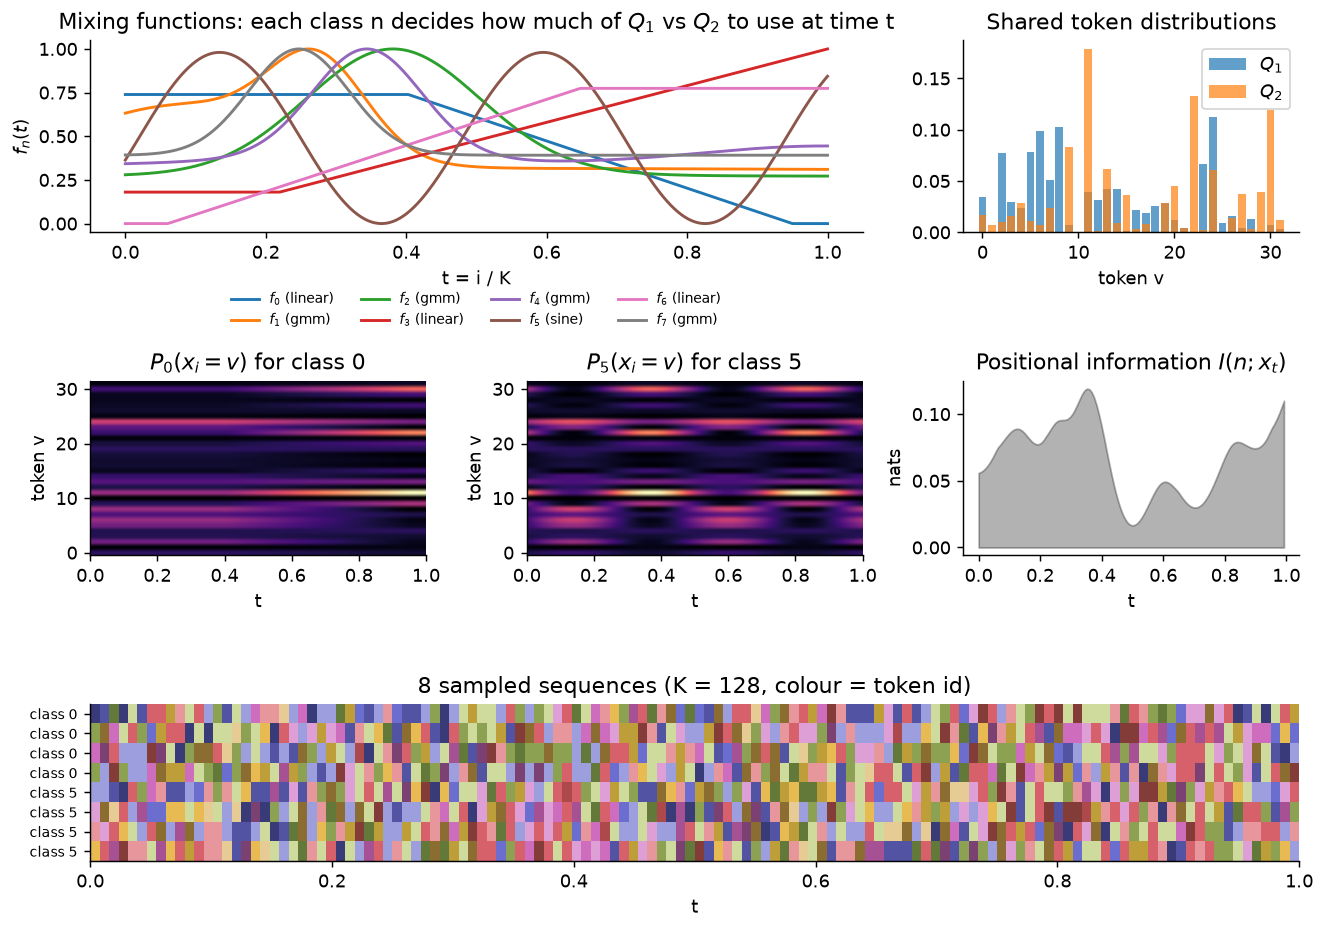 Mixing functions: each class n decides how much of Q₁ vs Q₂ to use at time t
1.00
0.75
0.50
0.25
0.00
fₙ(t)
0.0 0.2 0.4 0.6 0.8 1.0
t = i / K
f₀ (linear) f₂ (gmm) f₄ (gmm) f₆ (linear)
f₁ (gmm) f₃ (linear) f₅ (sine) f₇ (gmm)
Shared token distributions
Q₁
Q₂
0.15
0.10
0.05
0.00
0 10 20 30
token v
P₀(xᵢ = v) for class 0
30
20
10
0
token v
0.0 0.2 0.4 0.6 0.8 1.0
t
P₅(xᵢ = v) for class 5
30
20
10
0
token v
0.0 0.2 0.4 0.6 0.8 1.0
t
Positional information I(n; xₜ)
0.10
0.05
0.00
nats
0.0 0.2 0.4 0.6 0.8 1.0
t
8 sampled sequences (K = 128, colour = token id)
class 0
class 0
class 0
class 0
class 5
class 5
class 5
class 5
0.0 0.2 0.4 0.6 0.8 1.0
t